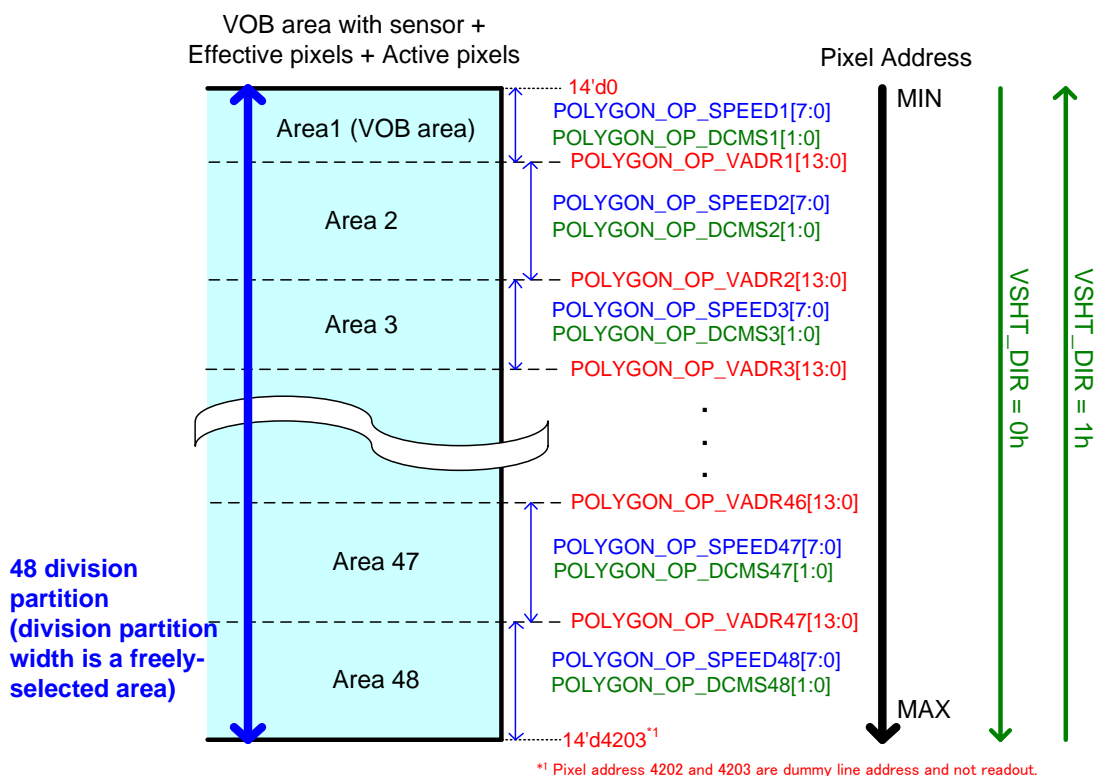 VOB area with sensor +
Effective pixels + Active pixels
Pixel Address
14'd0
MIN
POLYGON_OP_SPEED1[7:0]
Area1 (VOB area)
POLYGON_OP_DCMS1[1:0]
POLYGON_OP_VADR1[13:0]
POLYGON_OP_SPEED2[7:0]
Area 2
POLYGON_OP_DCMS2[1:0]
POLYGON_OP_VADR2[13:0]
POLYGON_OP_SPEED3[7:0]
Area 3
POLYGON_OP_DCMS3[1:0]
POLYGON_OP_VADR3[13:0]
VSHT_DIR = 0h
VSHT_DIR = 1h
.
.
.
POLYGON_OP_VADR46[13:0]
POLYGON_OP_SPEED47[7:0]
Area 47
POLYGON_OP_DCMS47[1:0]
POLYGON_OP_VADR47[13:0]
POLYGON_OP_SPEED48[7:0]
Area 48
POLYGON_OP_DCMS48[1:0]
48 division
partition
(division partition
width is a freely-
selected area)
MAX
14'd4203*1
*1 Pixel address 4202 and 4203 are dummy line address and not readout.